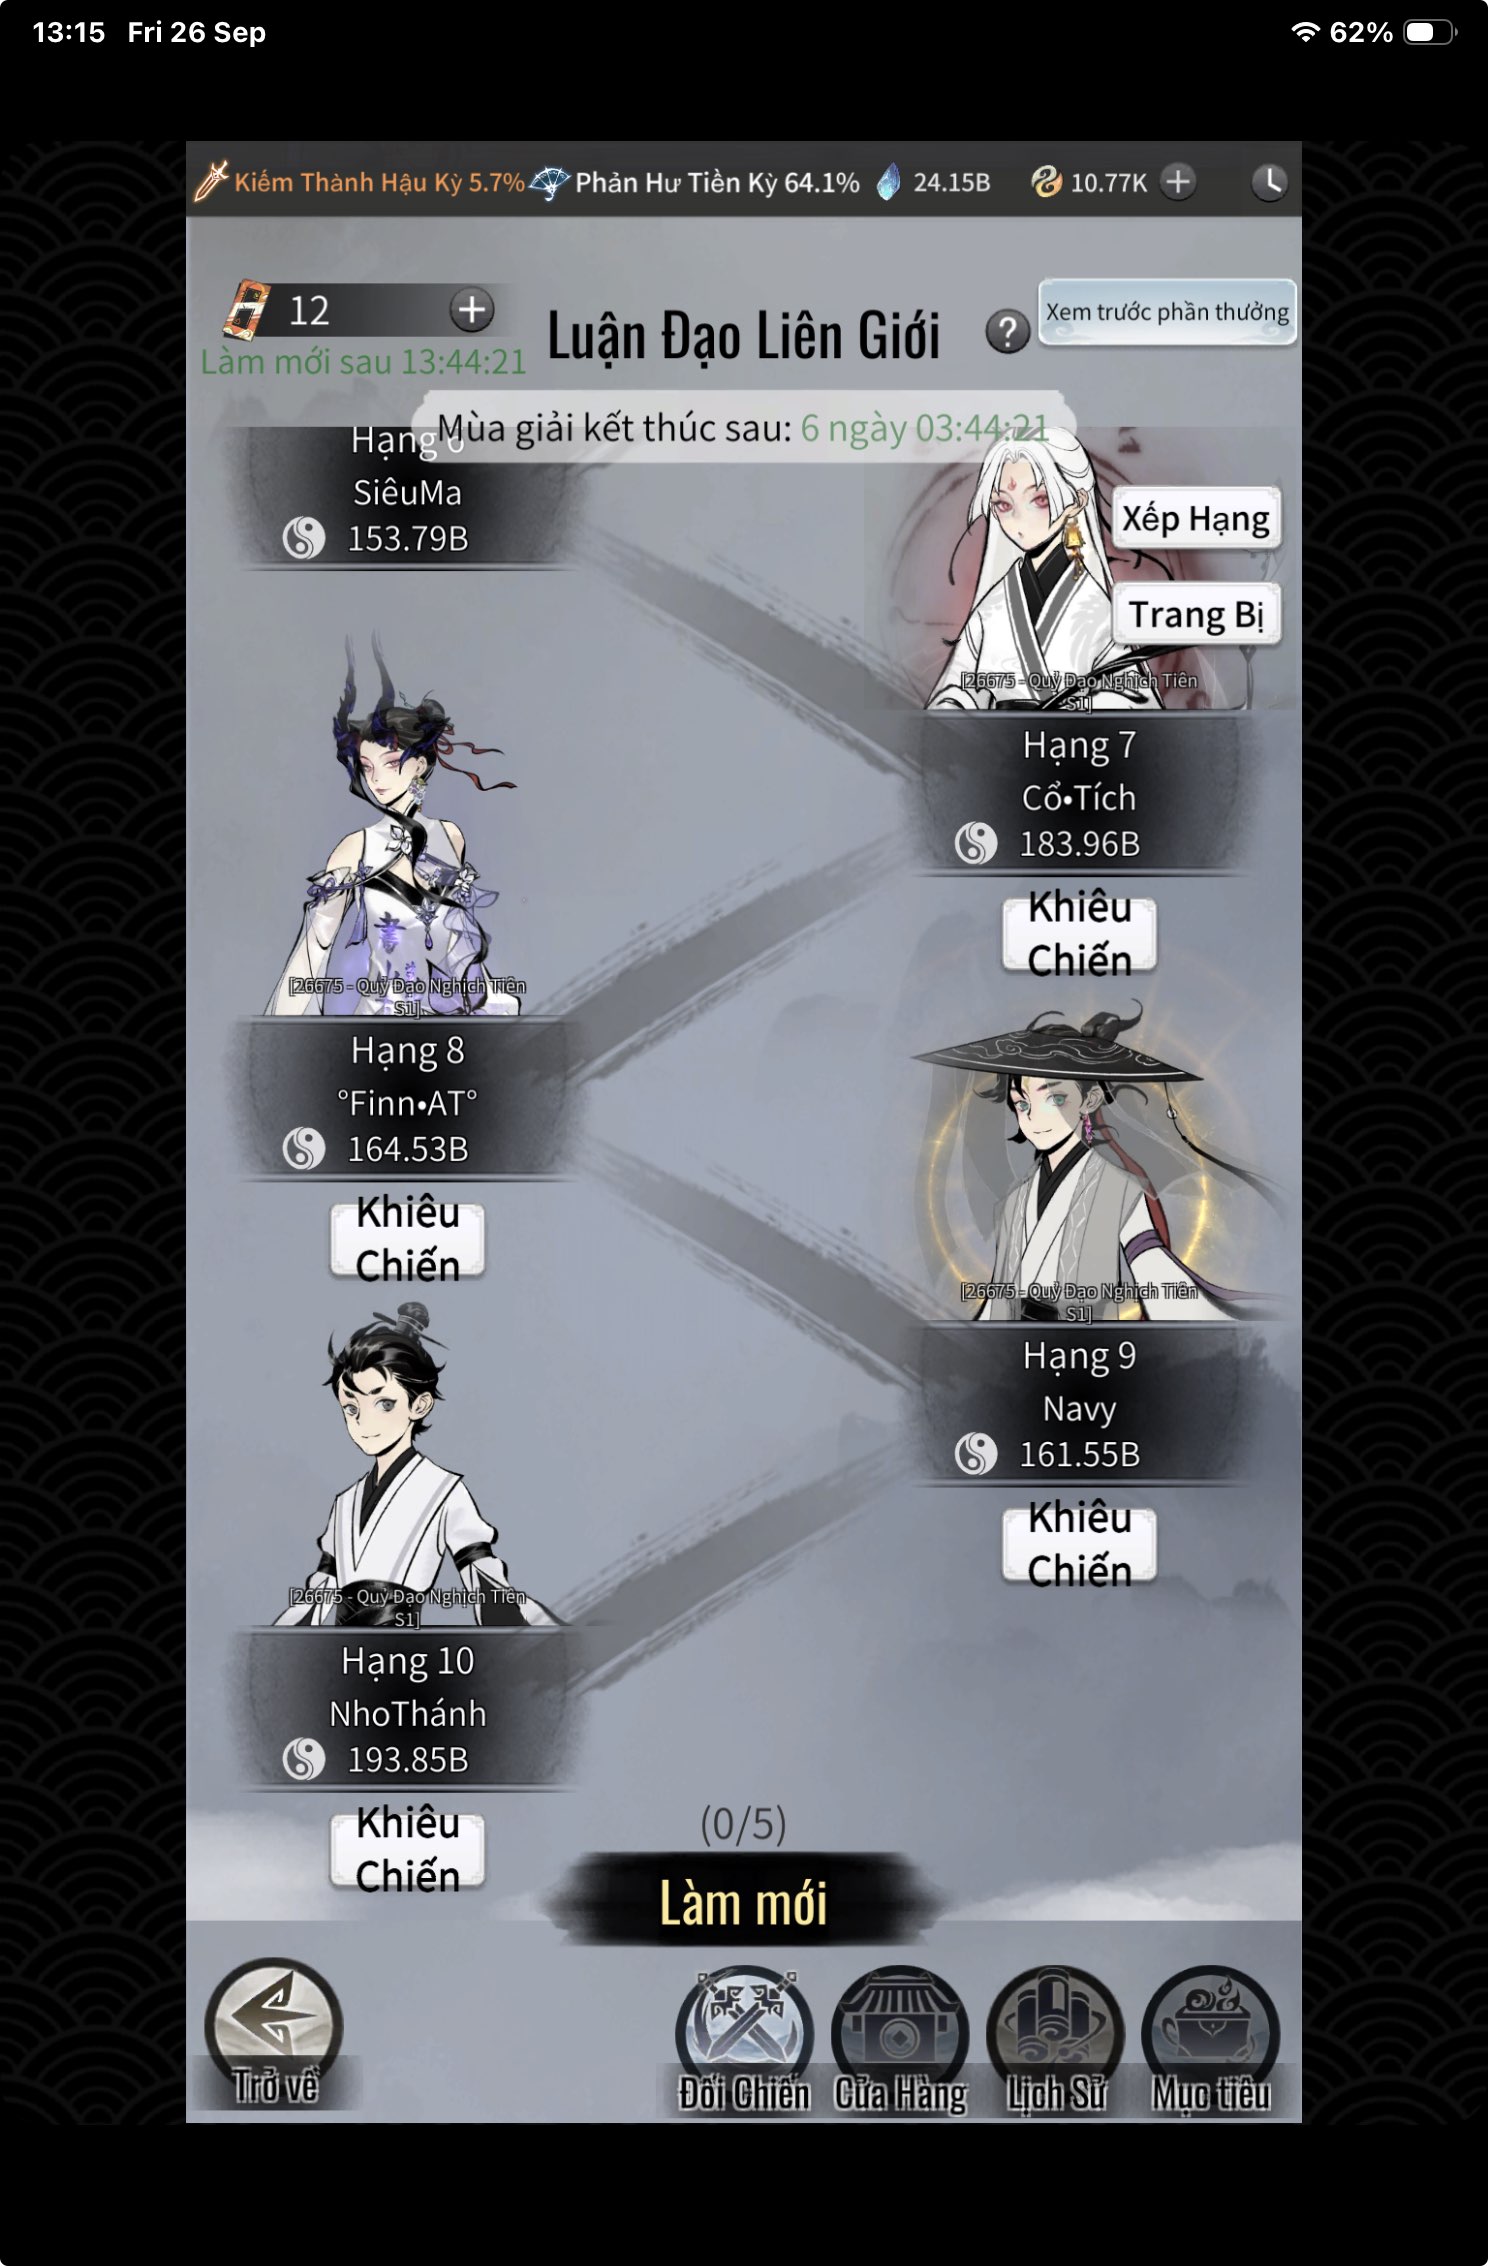 13:15 Fri 26 Sep
62%
Kiếm Thành Hậu Kỳ 5.7% Phản Hư Tiền Kỳ 64.1% 24.15B 10.77K
12
Làm mới sau 13:44:21
Luận Đạo Liên Giới
?
Xem trước phần thưởng
Mùa giải kết thúc sau: 6 ngày 03:44:21
Hạng 6
SiêuMa
153.79B
Xếp Hạng
Trang Bị
[26675 - Quỷ Đạo Nghịch Tiên
S1]
Hạng 7
Cổ•Tích
183.96B
Khiêu
Chiến
[26675 - Quỷ Đạo Nghịch Tiên
S1]
Hạng 8
°Finn•AT°
164.53B
Khiêu
Chiến
[26675 - Quỷ Đạo Nghịch Tiên
S1]
Hạng 9
Navy
161.55B
Khiêu
Chiến
[26675 - Quỷ Đạo Nghịch Tiên
S1]
Hạng 10
NhoThánh
193.85B
Khiêu
Chiến
(0/5)
Làm mới
Trở về
Đối Chiến Cửa Hàng Lịch Sử Mục tiêu